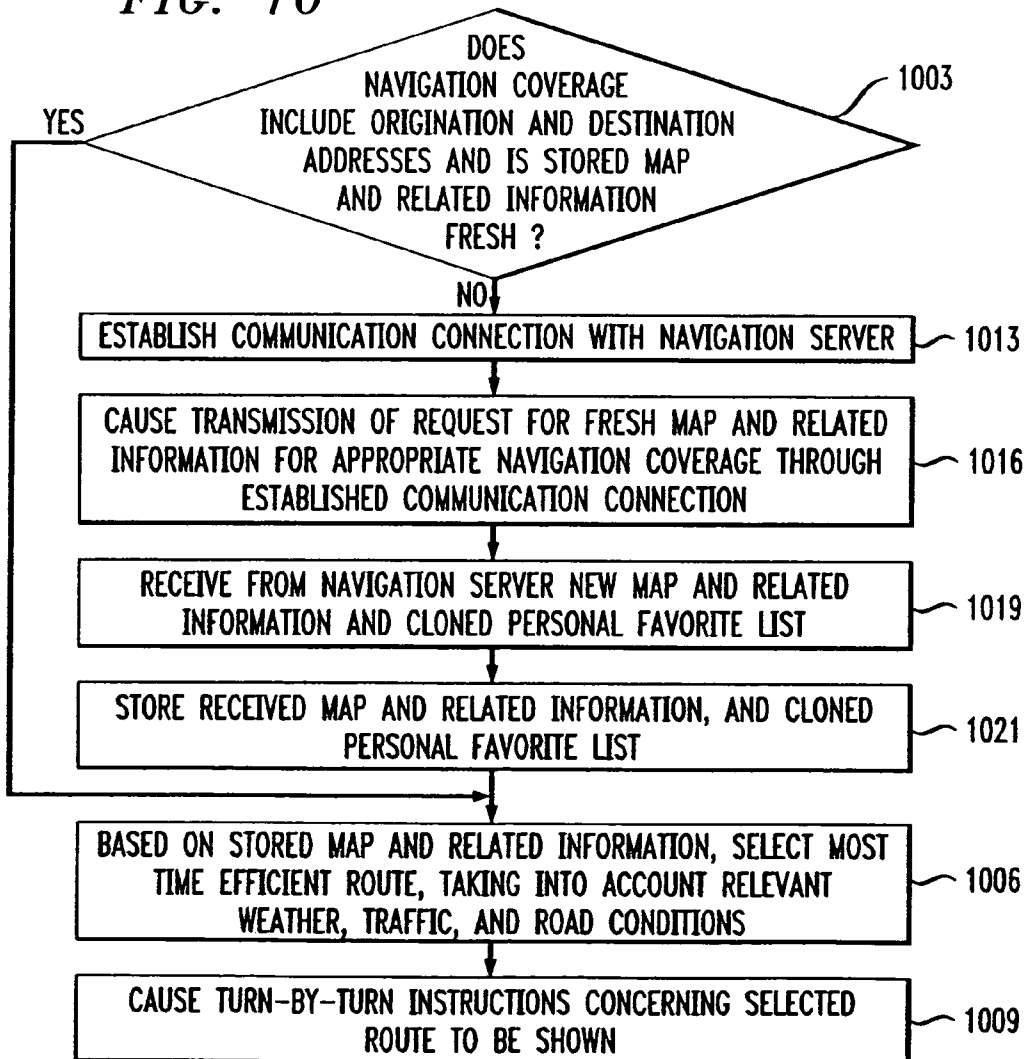 FIG. 10
DOES
NAVIGATION COVERAGE
INCLUDE ORIGINATION AND DESTINATION
ADDRESSES AND IS STORED MAP
AND RELATED INFORMATION
FRESH ?
1003
YES
NO
ESTABLISH COMMUNICATION CONNECTION WITH NAVIGATION SERVER
1013
CAUSE TRANSMISSION OF REQUEST FOR FRESH MAP AND RELATED
INFORMATION FOR APPROPRIATE NAVIGATION COVERAGE THROUGH
ESTABLISHED COMMUNICATION CONNECTION
1016
RECEIVE FROM NAVIGATION SERVER NEW MAP AND RELATED
INFORMATION AND CLONED PERSONAL FAVORITE LIST
1019
STORE RECEIVED MAP AND RELATED INFORMATION, AND CLONED
PERSONAL FAVORITE LIST
1021
BASED ON STORED MAP AND RELATED INFORMATION, SELECT MOST
TIME EFFICIENT ROUTE, TAKING INTO ACCOUNT RELEVANT
WEATHER, TRAFFIC, AND ROAD CONDITIONS
1006
CAUSE TURN-BY-TURN INSTRUCTIONS CONCERNING SELECTED
ROUTE TO BE SHOWN
1009